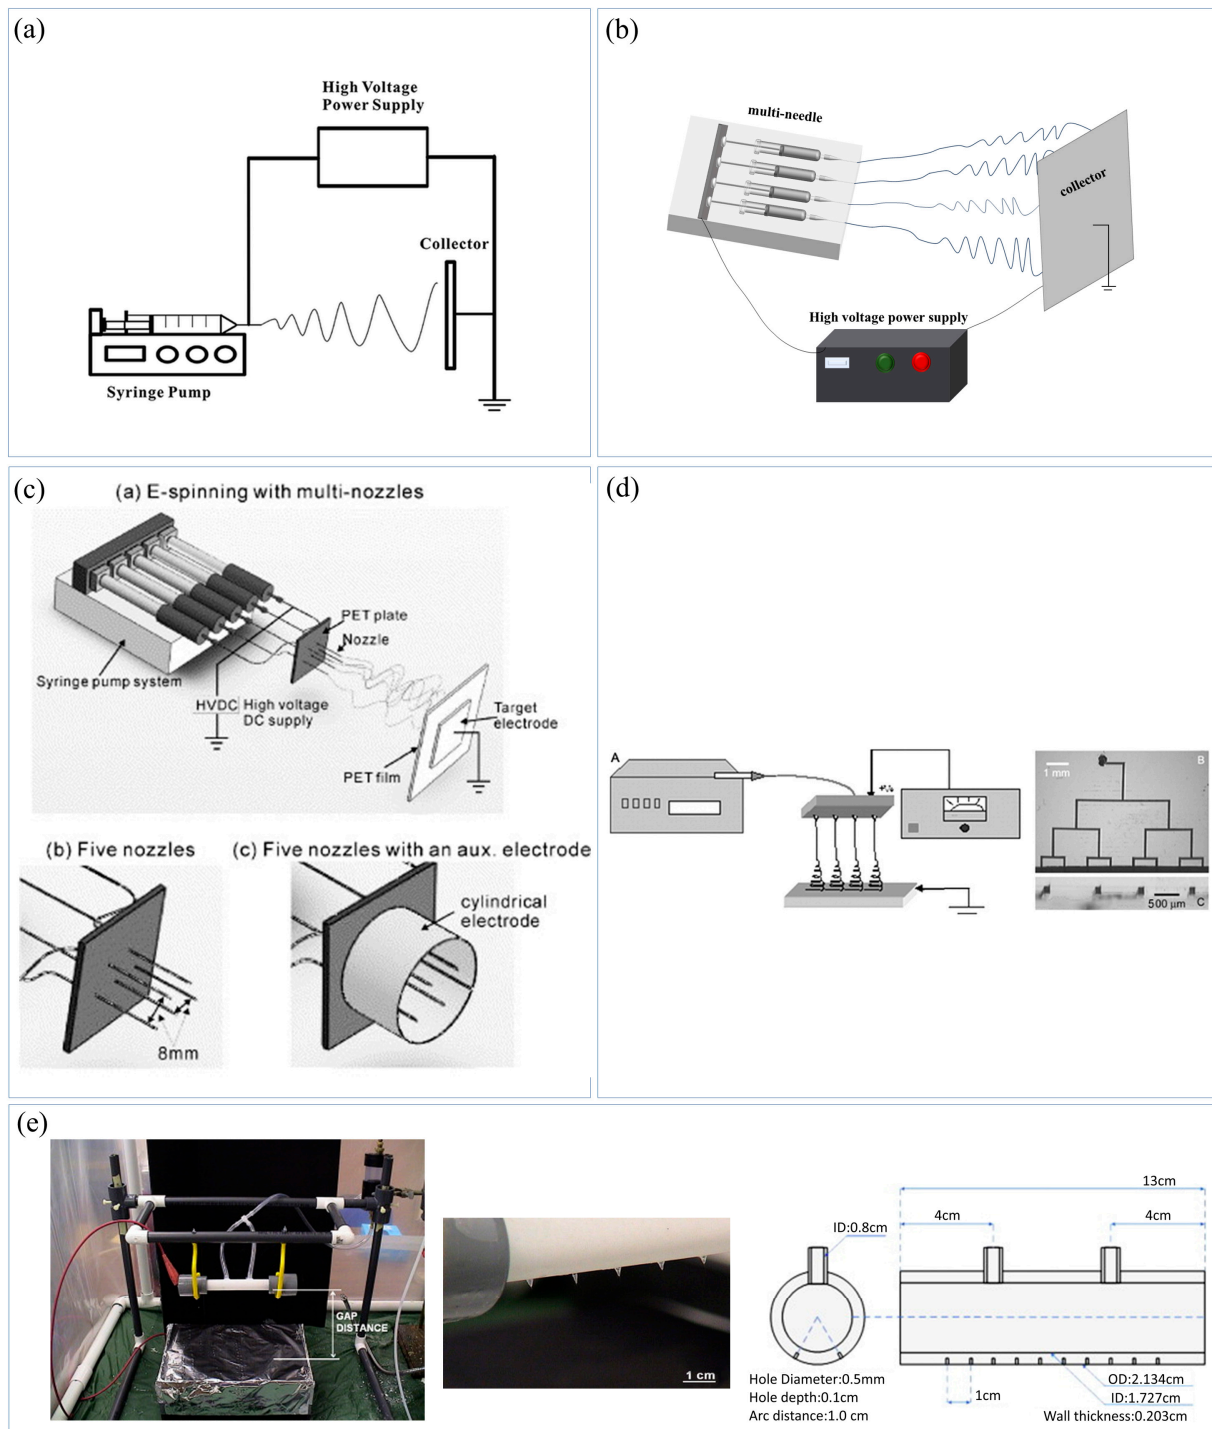 (a)
High Voltage
Power Supply
Collector
Syringe Pump
(b)
multi-needle
collector
High voltage power supply
(c)
(a) E-spinning with multi-nozzles
PET plate
Nozzle
Syringe pump system
HVDC
High voltage
DC supply
Target
electrode
PET film
(b) Five nozzles
8mm
(c) Five nozzles with an aux. electrode
cylindrical
electrode
(d)
A
B
1 mm
500 µm
C
(e)
GAP
DISTANCE
1 cm
13cm
4cm
4cm
ID:0.8cm
Hole Diameter:0.5mm
Hole depth:0.1cm
Arc distance:1.0 cm
1cm
OD:2.134cm
ID:1.727cm
Wall thickness:0.203cm